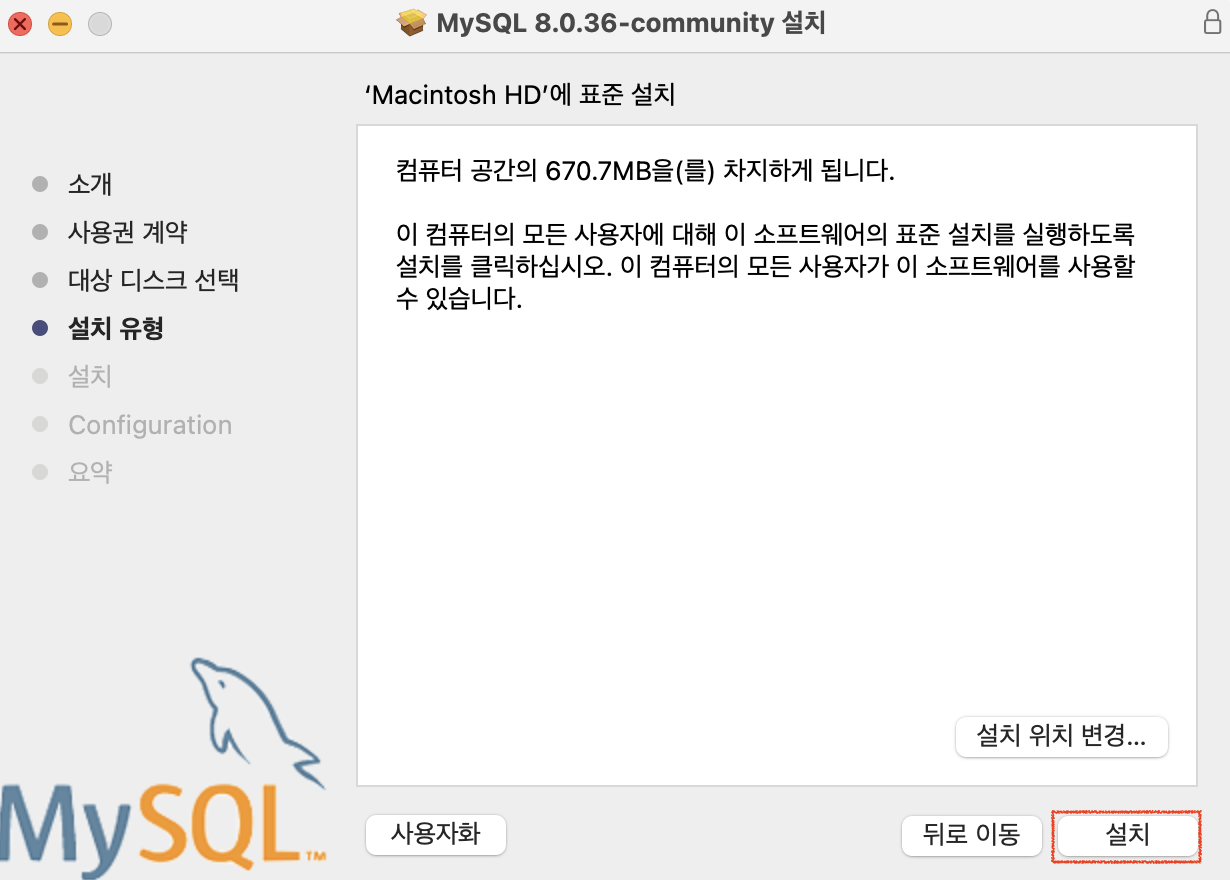 MySQL 8.0.36-community 설치
‘Macintosh HD’에 표준 설치
소개
사용권 계약
대상 디스크 선택
설치 유형
설치
Configuration
요약
컴퓨터 공간의 670.7MB을(를) 차지하게 됩니다.
이 컴퓨터의 모든 사용자에 대해 이 소프트웨어의 표준 설치를 실행하도록
설치를 클릭하십시오. 이 컴퓨터의 모든 사용자가 이 소프트웨어를 사용할
수 있습니다.
설치 위치 변경...
MySQL™
사용자화
뒤로 이동
설치